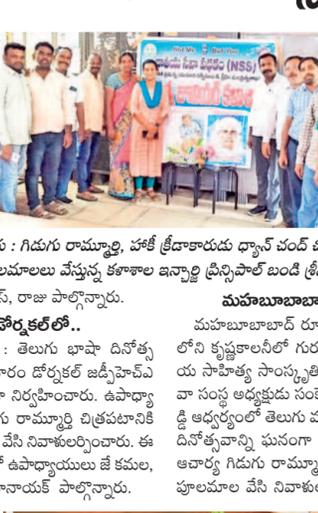 జాతీయ సేవా పథకం (NSS)
: గిడుగు రామ్మూర్తి, హాకీ క్రీడాకారుడు ధ్యాన్ చంద్
లమాలలు వేస్తున్న కళాశాల ఇన్చార్జి ప్రిన్సిపాల్ బండి శ్రీ
స్, రాజు పాల్గొన్నారు.
డోర్నకల్‌లో..
: తెలుగు భాషా దినోత్స
వారం డోర్నకల్ జడ్పీహెచ్ఎ
నిర్వహించారు. ఉపాధ్యా
గు రామ్మూర్తి చిత్రపటానికి
వేసి నివాళులర్పించారు. ఈ
లో ఉపాధ్యాయులు జే కమల,
నానాయక్ పాల్గొన్నారు.
మహబూబాబా
మహబూబాబాద్ రూ
లోని కృష్ణకాలనీలో గురు
య సాహిత్య సాంస్కృతి
వా సంస్థ అధ్యక్షుడు సంకె
డ్డి ఆధ్వర్యంలో తెలుగు
దినోత్సవాన్ని ఘనంగా
ఆచార్య గిడుగు రామ్మూ
పూలమాల వేసి నివాళుల